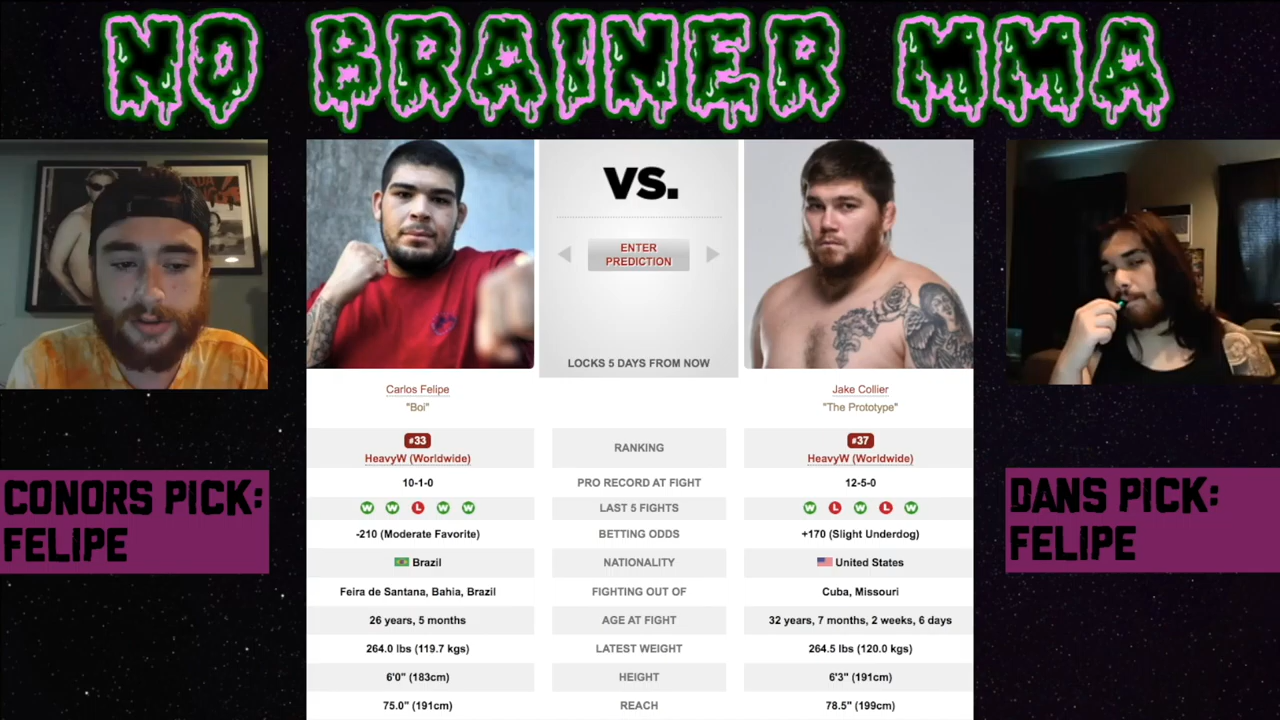 NO BRAINER MMA
VS.
ENTER
PREDICTION
LOCKS 5 DAYS FROM NOW
Carlos Felipe
"Boi"
Jake Collier
"The Prototype"
#33
HeavyW (Worldwide)
RANKING
#37
HeavyW (Worldwide)
10-1-0
PRO RECORD AT FIGHT
12-5-0
W W L W W
LAST 5 FIGHTS
W L W L W
-210 (Moderate Favorite)
BETTING ODDS
+170 (Slight Underdog)
Brazil
NATIONALITY
United States
Feira de Santana, Bahia, Brazil
FIGHTING OUT OF
Cuba, Missouri
26 years, 5 months
AGE AT FIGHT
32 years, 7 months, 2 weeks, 6 days
264.0 lbs (119.7 kgs)
LATEST WEIGHT
264.5 lbs (120.0 kgs)
6'0" (183cm)
HEIGHT
6'3" (191cm)
75.0" (191cm)
REACH
78.5" (199cm)
CONORS PICK:
FELIPE
DANS PICK:
FELIPE